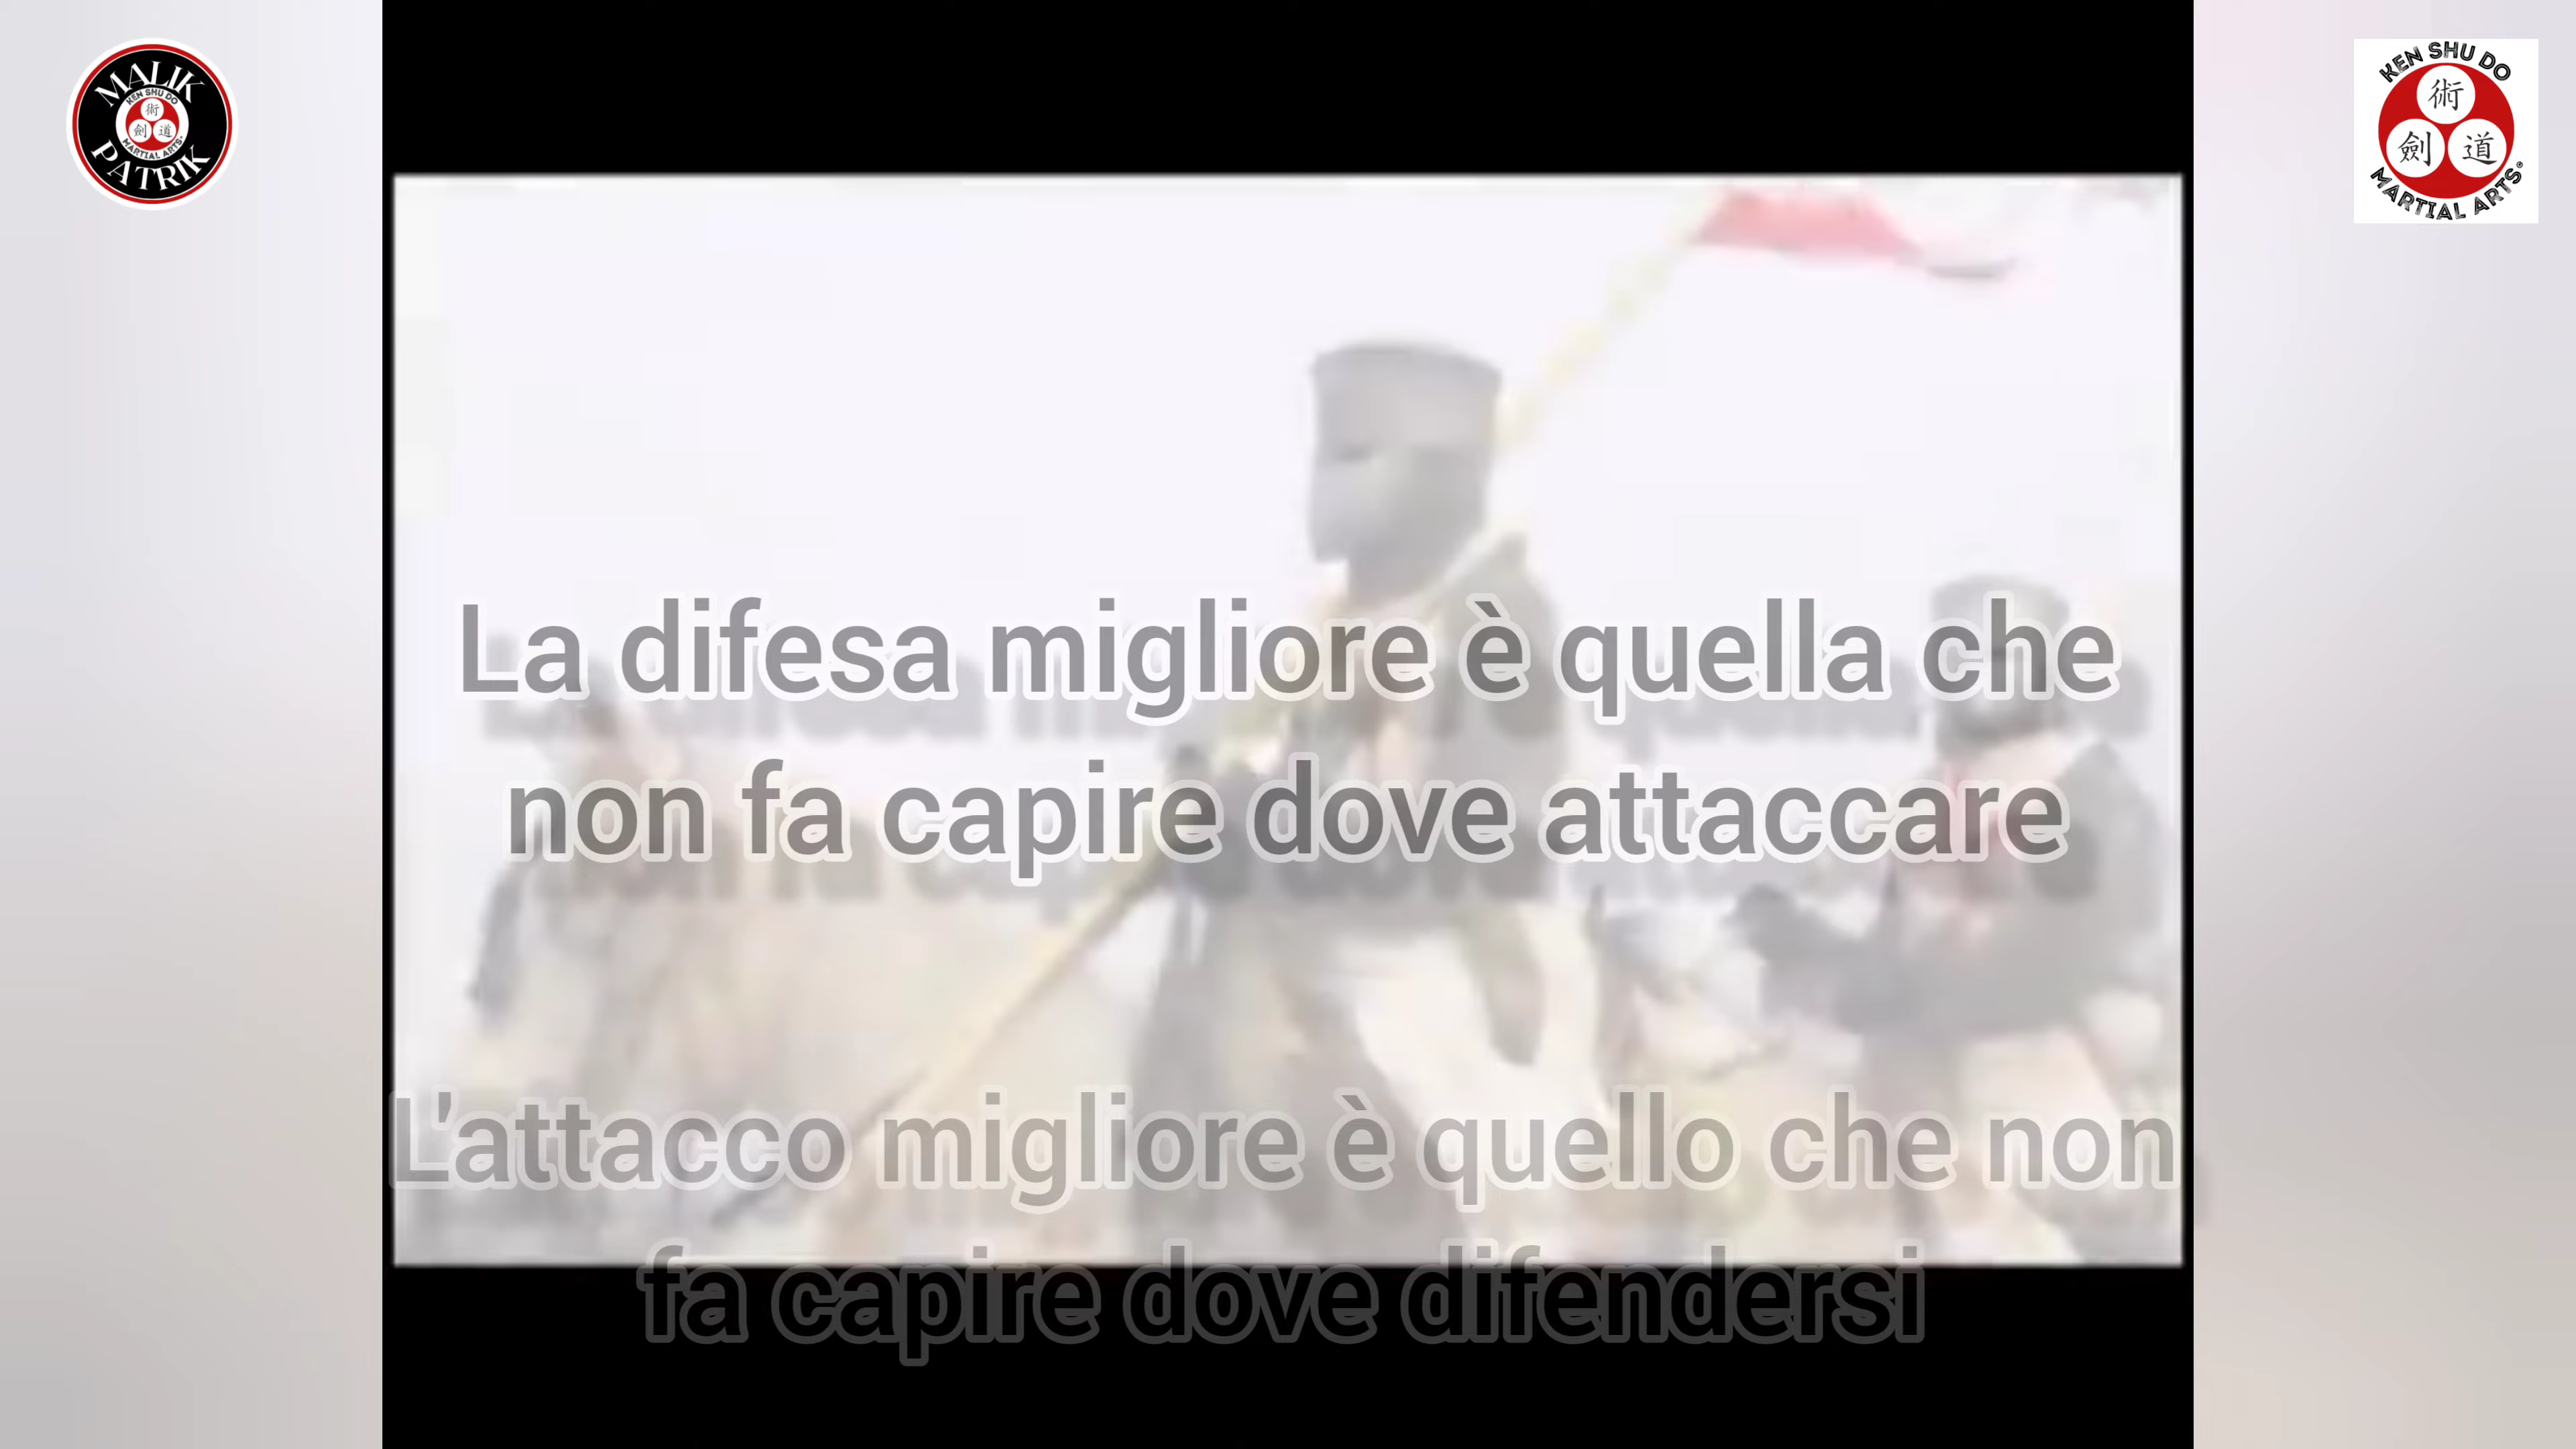 MALIK
KEN SHU DO
術
劍 道
MARTIAL ARTS
PATRIK
KEN SHU DO
術
劍 道
MARTIAL ARTS®
La difesa migliore è quella che
non fa capire dove attaccare
L'attacco migliore è quello che non
fa capire dove difendersi